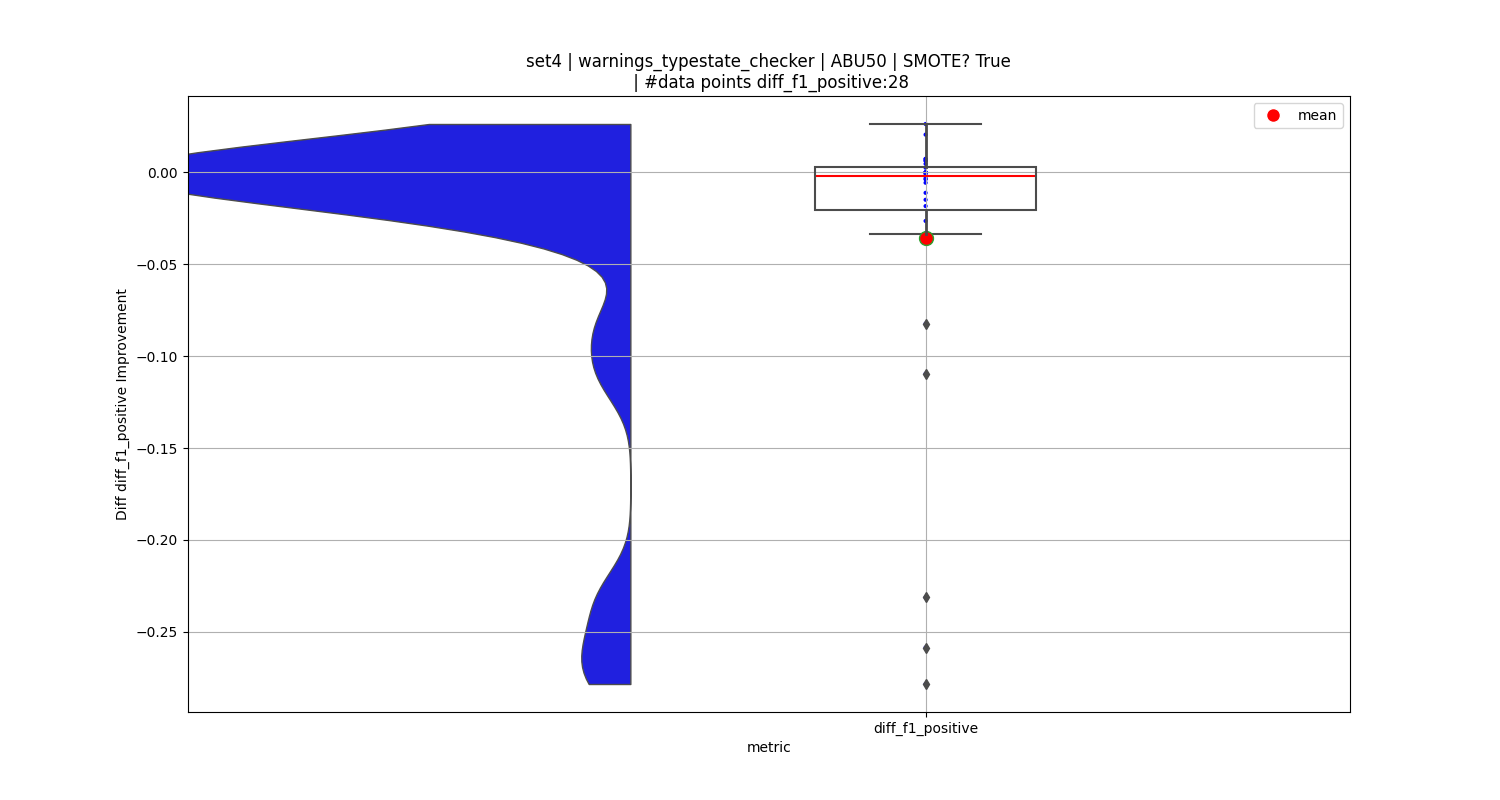 set4 | warnings_typestate_checker | ABU50 | SMOTE? True
| #data points diff_f1_positive:28
mean
0.00
−0.05
−0.10
−0.15
−0.20
−0.25
Diff diff_f1_positive Improvement
diff_f1_positive
metric